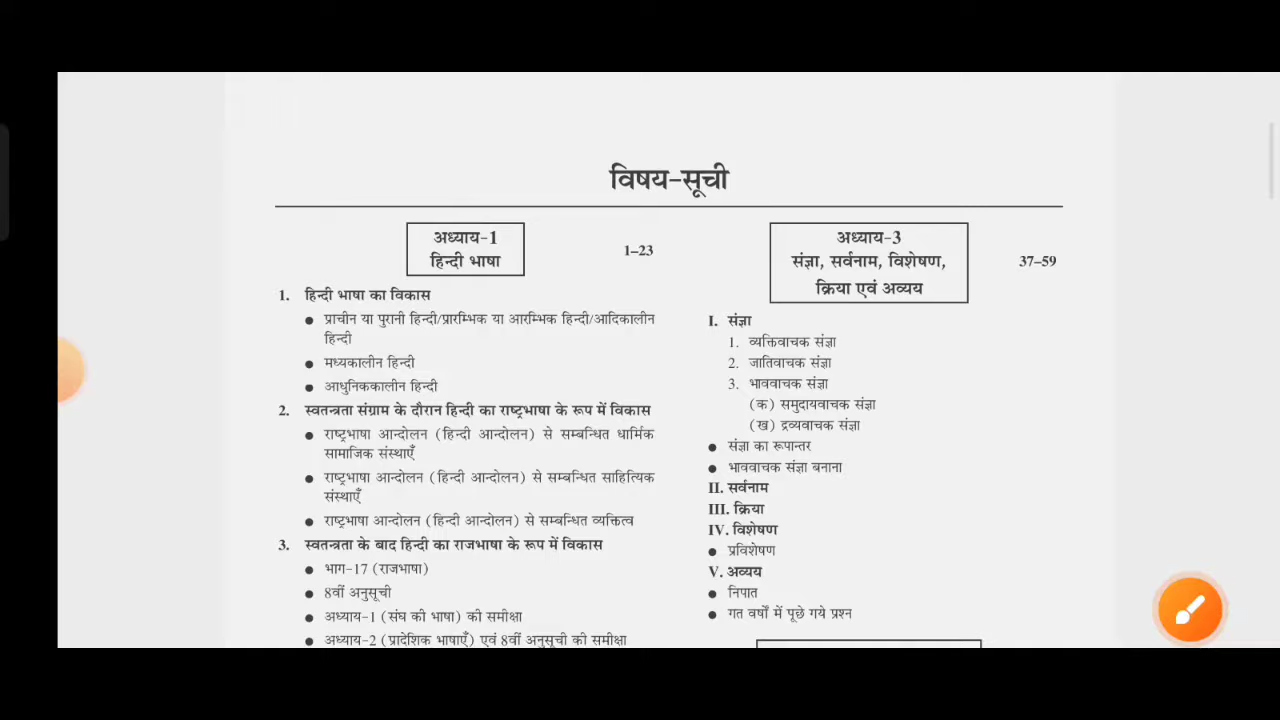 विषय-सूची
अध्याय-1
हिन्दी भाषा
1–23
1. हिन्दी भाषा का विकास
● प्राचीन या पुरानी हिन्दी/प्रारम्भिक या आरम्भिक हिन्दी/आदिकालीन
हिन्दी
● मध्यकालीन हिन्दी
● आधुनिककालीन हिन्दी
2. स्वतन्त्रता संग्राम के दौरान हिन्दी का राष्ट्रभाषा के रूप में विकास
● राष्ट्रभाषा आन्दोलन (हिन्दी आन्दोलन) से सम्बन्धित धार्मिक
सामाजिक संस्थाएँ
● राष्ट्रभाषा आन्दोलन (हिन्दी आन्दोलन) से सम्बन्धित साहित्यिक
संस्थाएँ
● राष्ट्रभाषा आन्दोलन (हिन्दी आन्दोलन) से सम्बन्धित व्यक्तित्व
3. स्वतन्त्रता के बाद हिन्दी का राजभाषा के रूप में विकास
● भाग-17 (राजभाषा)
● 8वीं अनुसूची
● अध्याय-1 (संघ की भाषा) की समीक्षा
● अध्याय-2 (प्रादेशिक भाषाएँ) एवं 8वीं अनुसूची की समीक्षा
अध्याय-3
संज्ञा, सर्वनाम, विशेषण,
क्रिया एवं अव्यय
37–59
I. संज्ञा
1. व्यक्तिवाचक संज्ञा
2. जातिवाचक संज्ञा
3. भाववाचक संज्ञा
(क) समुदायवाचक संज्ञा
(ख) द्रव्यवाचक संज्ञा
● संज्ञा का रूपान्तर
● भाववाचक संज्ञा बनाना
II. सर्वनाम
III. क्रिया
IV. विशेषण
● प्रविशेषण
V. अव्यय
● निपात
● गत वर्षों में पूछे गये प्रश्न